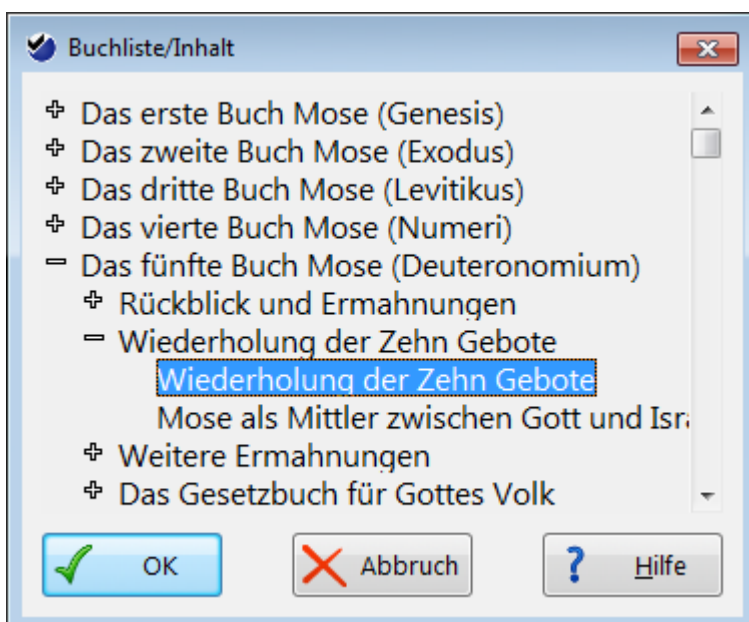 Buchliste/Inhalt
Das erste Buch Mose (Genesis)
Das zweite Buch Mose (Exodus)
Das dritte Buch Mose (Levitikus)
Das vierte Buch Mose (Numeri)
Das fünfte Buch Mose (Deuteronomium)
Rückblick und Ermahnungen
Wiederholung der Zehn Gebote
Wiederholung der Zehn Gebote
Mose als Mittler zwischen Gott und Isra
Weitere Ermahnungen
Das Gesetzbuch für Gottes Volk
OK Abbruch Hilfe